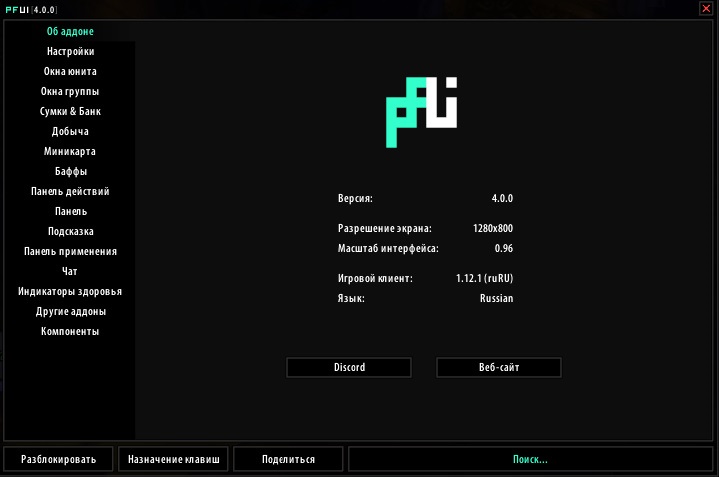 PFUI [4.0.0]
Об аддоне
Настройки
Окна юнита
Окна группы
Сумки & Банк
Добыча
Миникарта
Баффы
Панель действий
Панель
Подсказка
Панель применения
Чат
Индикаторы здоровья
Другие аддоны
Компоненты
pfUI
Версия: 4.0.0
Разрешение экрана: 1280x800
Масштаб интерфейса: 0.96
Игровой клиент: 1.12.1 (ruRU)
Язык: Russian
Discord Веб-сайт
Разблокировать Назначение клавиш Поделиться Поиск...